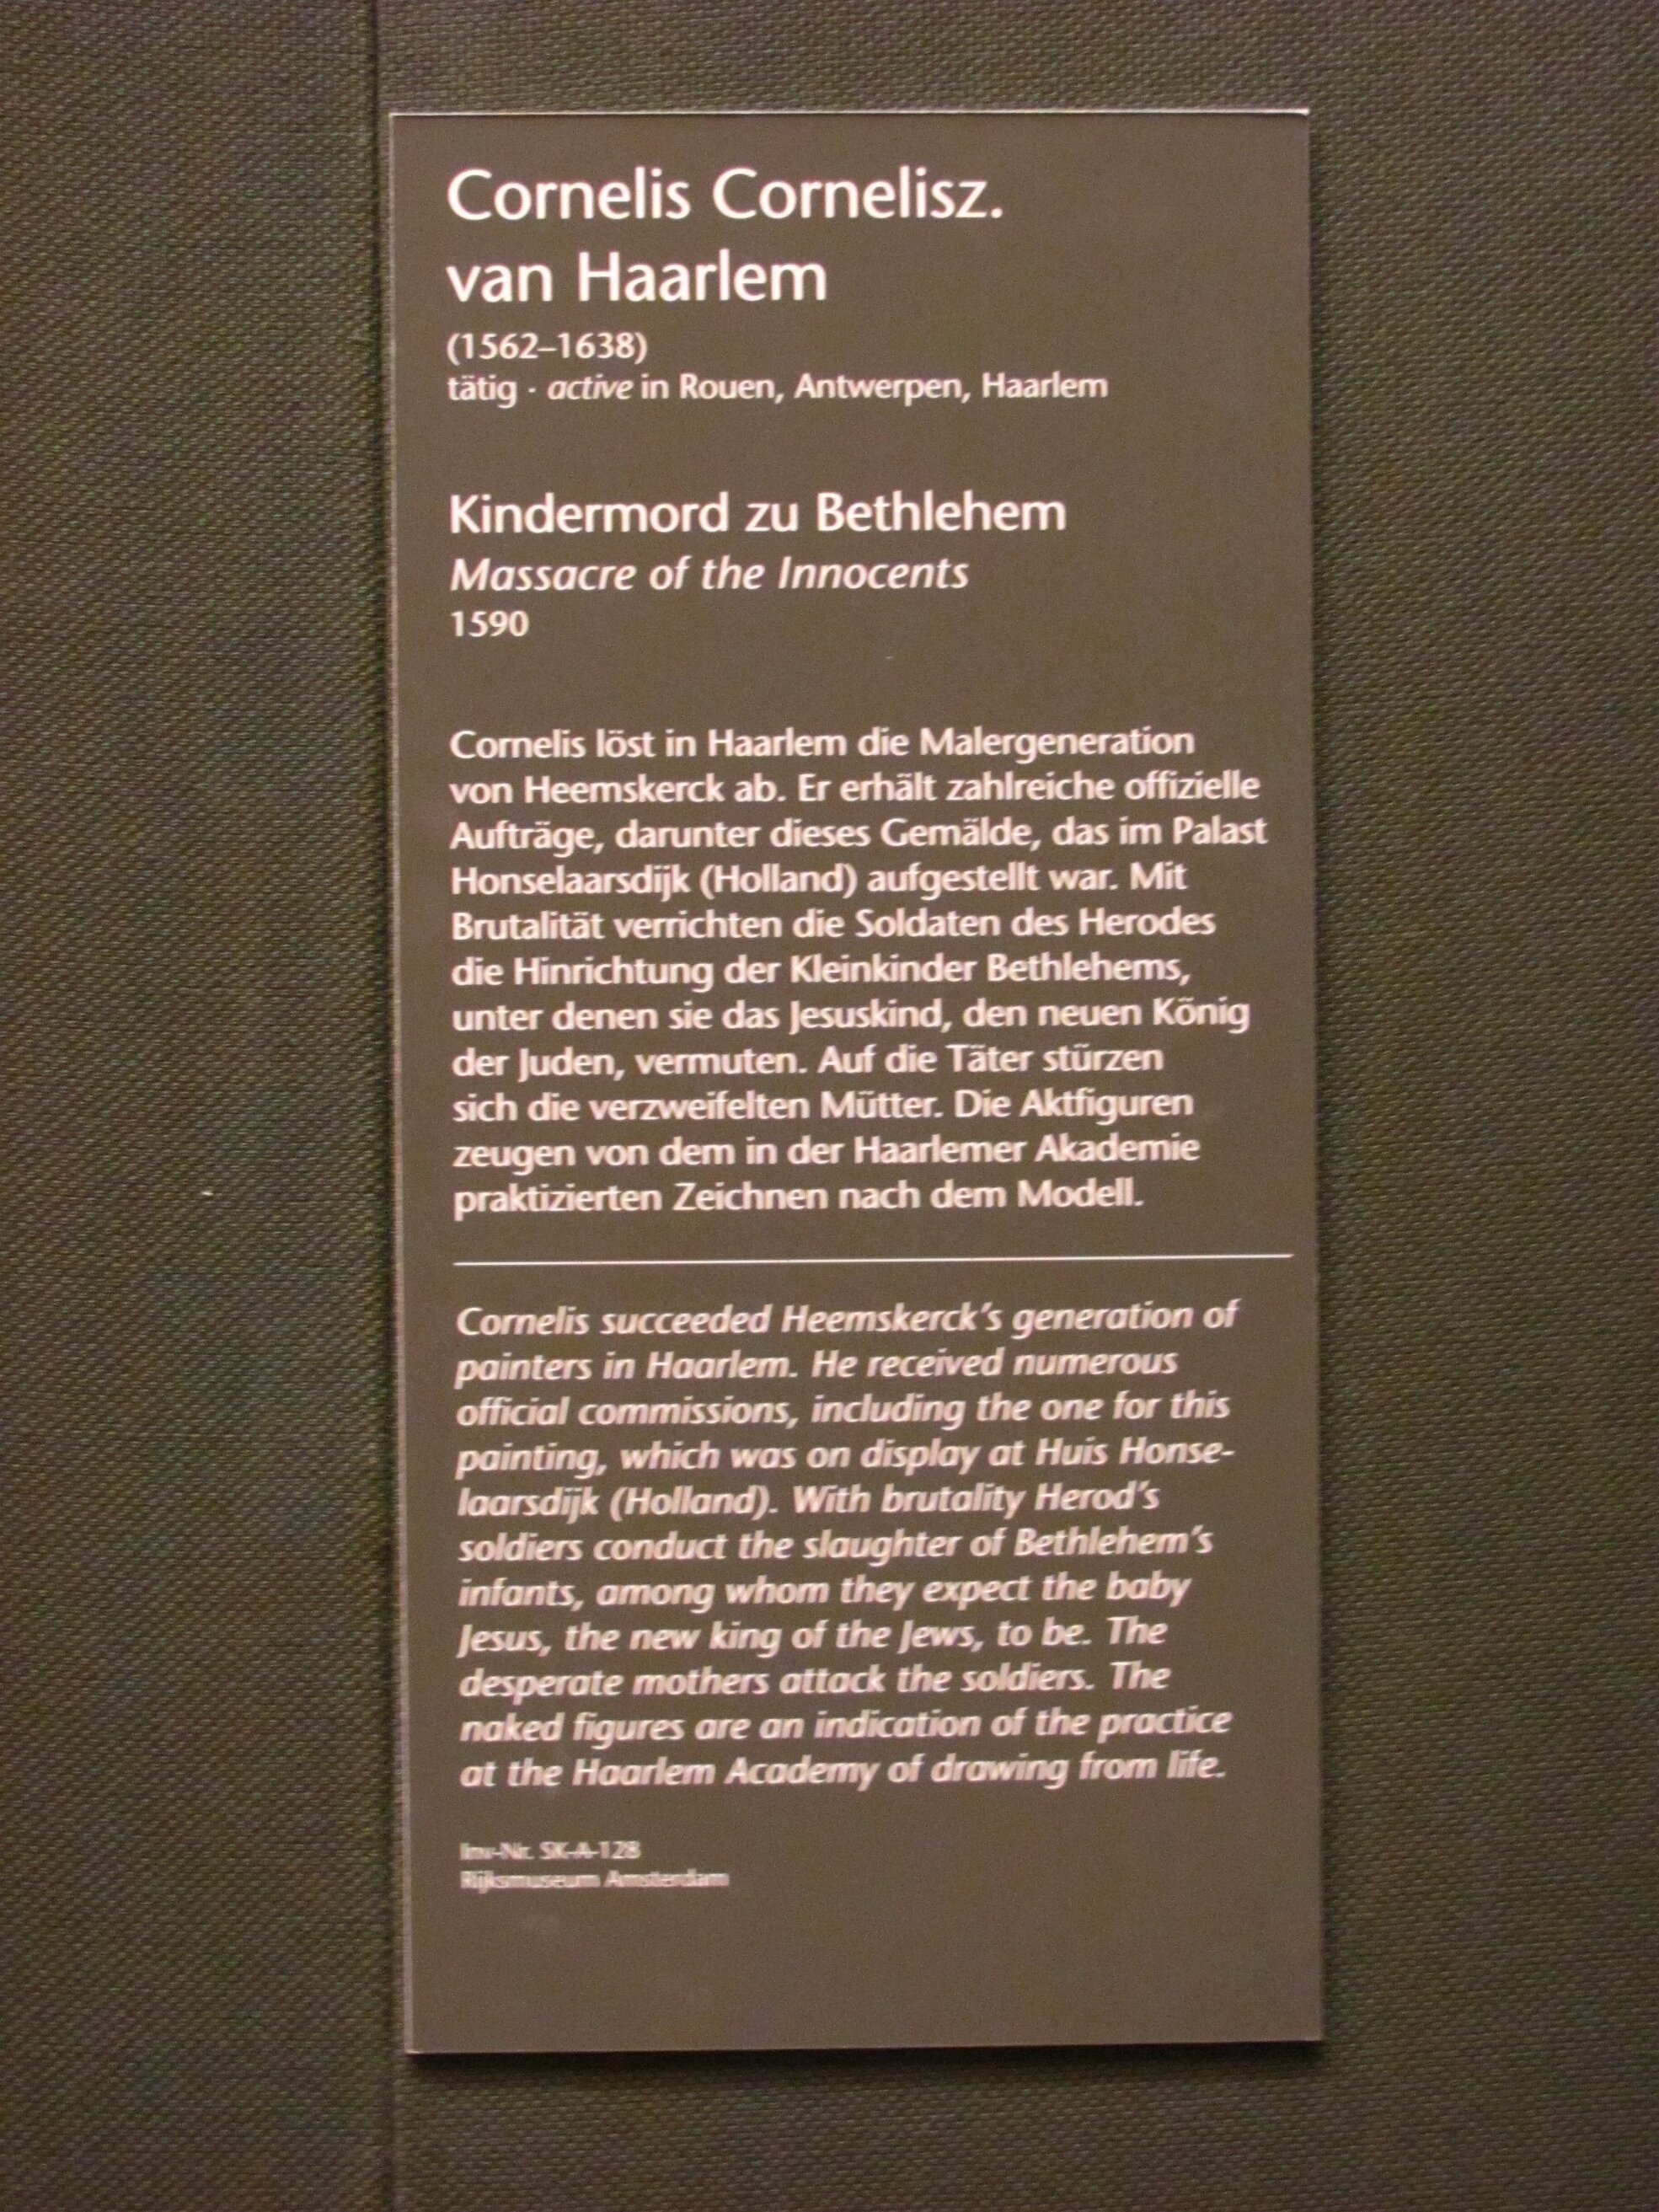 Cornelis Cornelisz.
van Haarlem
(1562–1638)
tätig · active in Rouen, Antwerpen, Haarlem
Kindermord zu Bethlehem
Massacre of the Innocents
1590
Cornelis löst in Haarlem die Malergeneration
von Heemskerck ab. Er erhält zahlreiche offizielle
Aufträge, darunter dieses Gemälde, das im Palast
Honselaarsdijk (Holland) aufgestellt war. Mit
Brutalität verrichten die Soldaten des Herodes
die Hinrichtung der Kleinkinder Bethlehems,
unter denen sie das Jesuskind, den neuen König
der Juden, vermuten. Auf die Täter stürzen
sich die verzweifelten Mütter. Die Aktfiguren
zeugen von dem in der Haarlemer Akademie
praktizierten Zeichnen nach dem Modell.
Cornelis succeeded Heemskerck's generation of
painters in Haarlem. He received numerous
official commissions, including the one for this
painting, which was on display at Huis Honse-
laarsdijk (Holland). With brutality Herod's
soldiers conduct the slaughter of Bethlehem's
infants, among whom they expect the baby
Jesus, the new king of the Jews, to be. The
desperate mothers attack the soldiers. The
naked figures are an indication of the practice
at the Haarlem Academy of drawing from life.
Inv-Nr. SK-A-128
Rijksmuseum Amsterdam